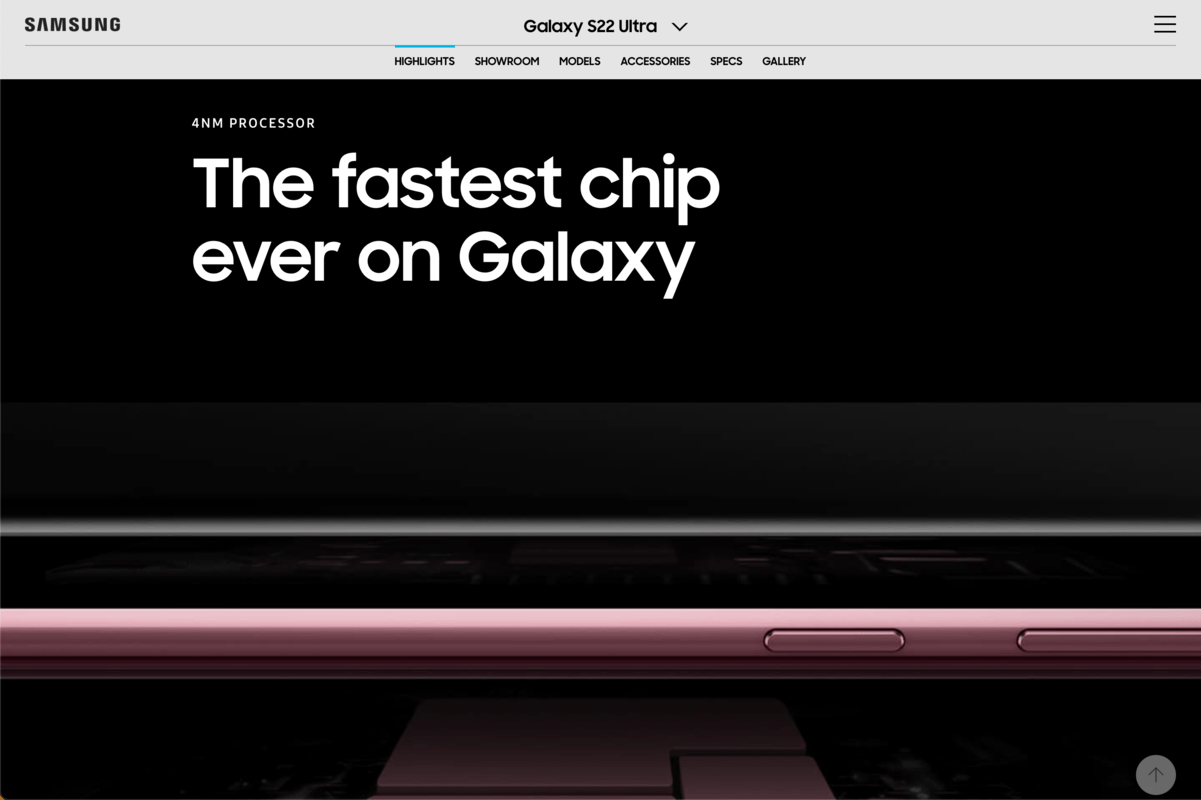 SAMSUNG
Galaxy S22 Ultra
HIGHLIGHTS SHOWROOM MODELS ACCESSORIES SPECS GALLERY
4NM PROCESSOR
The fastest chip
ever on Galaxy